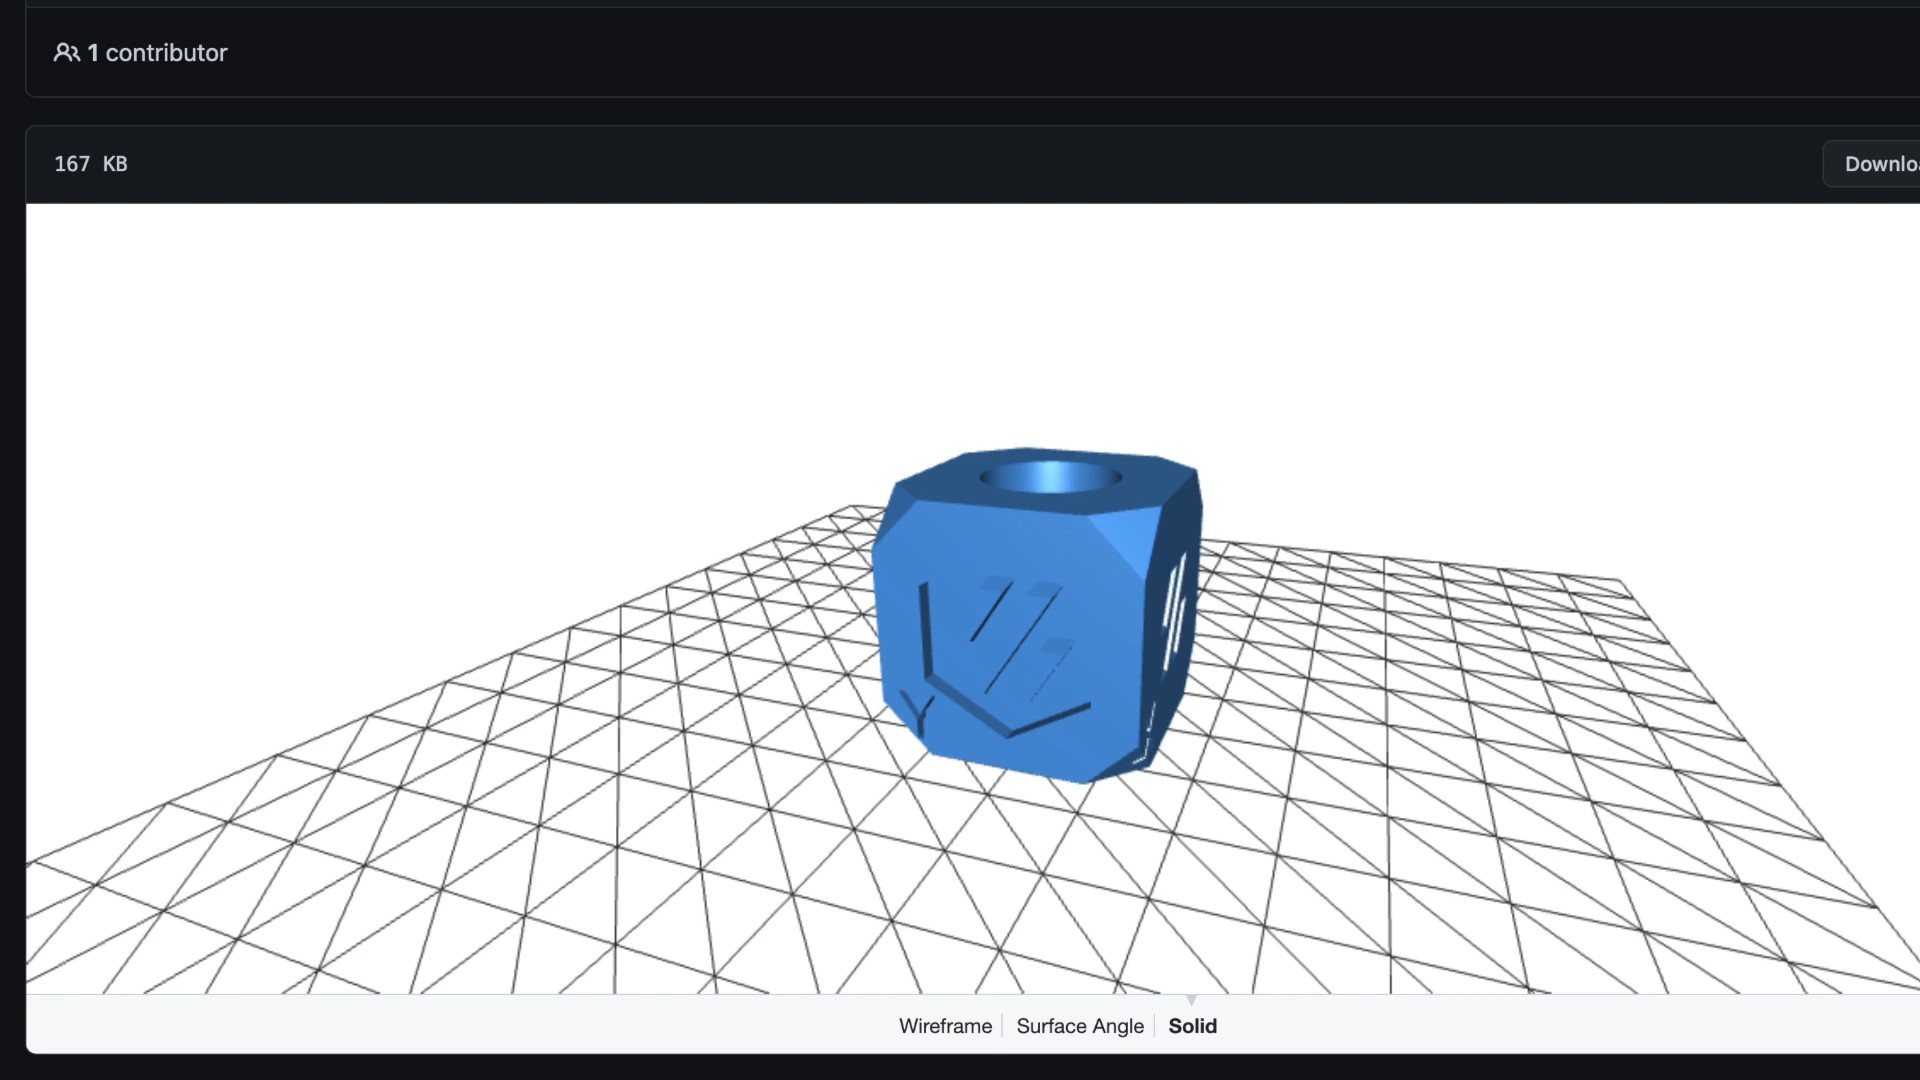 1 contributor
167 KB
Downlo
Y
Wireframe
Surface Angle
Solid